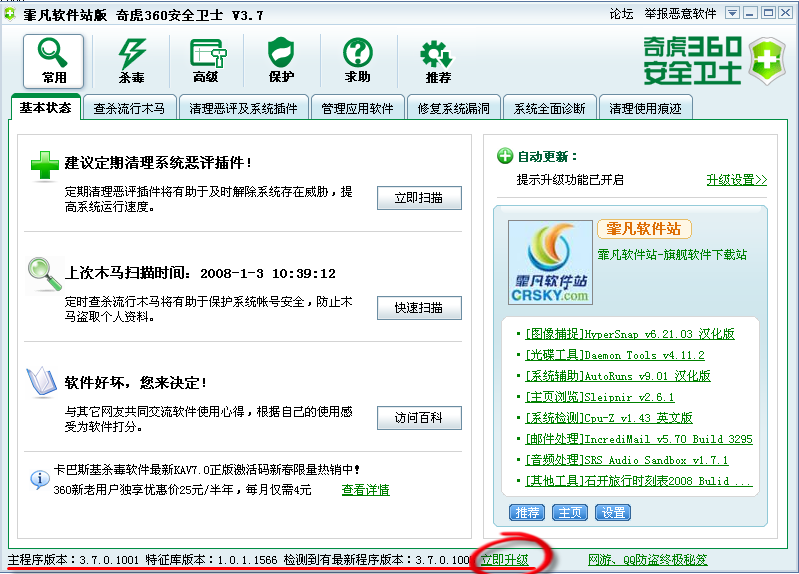 霏凡软件站版 奇虎360安全卫士 V3.7
论坛 举报恶意软件
常用 杀毒 高级 保护 求助 推荐
奇虎360
安全卫士
基本状态 查杀流行木马 清理恶评及系统插件 管理应用软件 修复系统漏洞 系统全面诊断 清理使用痕迹
建议定期清理系统恶评插件!
定期清理恶评插件将有助于及时解除系统存在威胁,提
高系统运行速度。
立即扫描
上次木马扫描时间: 2008-1-3 10:39:12
定时查杀流行木马将有助于保护系统帐号安全,防止木
马盗取个人资料。
快速扫描
软件好坏,您来决定!
与其它网友共同交流软件使用心得,根据自己的使用感
受为软件打分。
访问百科
卡巴斯基杀毒软件最新KAV7.0正版激活码新春限量热销中!
360新老用户独享优惠价25元/半年,每月仅需4元 查看详情
自动更新:
提示升级功能已开启 升级设置>>
霏凡软件站
CRSKY.com
霏凡软件站
霏凡软件站-旗舰软件下载站
·[图像捕捉]HyperSnap v6.21.03 汉化版
·[光碟工具]Daemon Tools v4.11.2
·[系统辅助]AutoRuns v9.01 汉化版
·[主页浏览]Sleipnir v2.6.1
·[系统检测]Cpu-Z v1.43 英文版
·[邮件处理]IncrediMail v5.70 Build 3295
·[音频处理]SRS Audio Sandbox v1.7.1
·[其他工具]石开旅行时刻表2008 Bulid ...
推荐 主页 设置
主程序版本:3.7.0.1001 特征库版本:1.0.1.1566 检测到有最新程序版本:3.7.0.100 立即升级 网游、QQ防盗终极秘笈